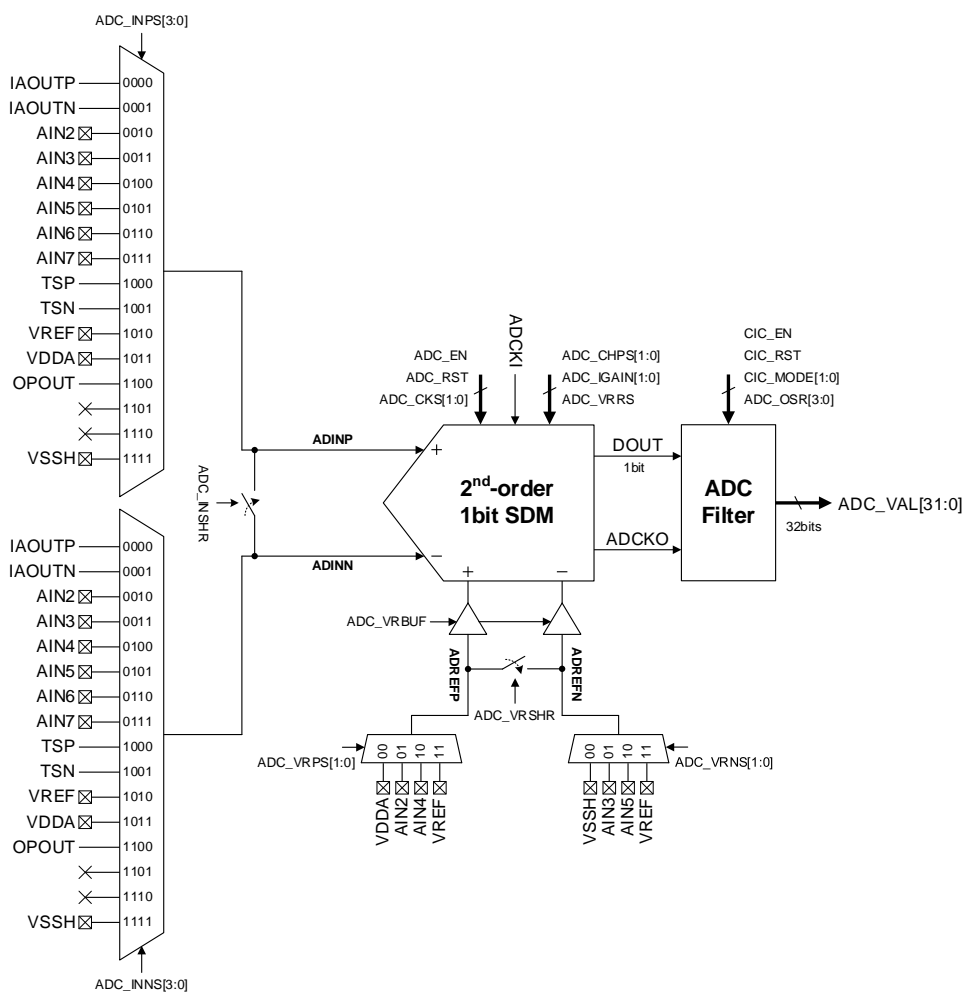 ADC_INPS[3:0]
IAOUTP 0000
IAOUTN 0001
AIN2 0010
AIN3 0011
AIN4 0100
AIN5 0101
AIN6 0110
AIN7 0111
TSP 1000
TSN 1001
VREF 1010
VDDA 1011
OPOUT 1100
1101
1110
VSSH 1111
ADC_INSHR
IAOUTP 0000
IAOUTN 0001
AIN2 0010
AIN3 0011
AIN4 0100
AIN5 0101
AIN6 0110
AIN7 0111
TSP 1000
TSN 1001
VREF 1010
VDDA 1011
OPOUT 1100
1101
1110
VSSH 1111
ADC_INNS[3:0]
ADINP
ADINN
ADC_EN
ADC_RST
ADC_CKS[1:0]
ADCKI
ADC_CHPS[1:0]
ADC_IGAIN[1:0]
ADC_VRRS
+
2nd-order
1bit SDM
−
+ −
DOUT
1bit
ADCKO
CIC_EN
CIC_RST
CIC_MODE[1:0]
ADC_OSR[3:0]
ADC
Filter
ADC_VAL[31:0]
32bits
ADC_VRBUF
ADREFP
ADREFN
ADC_VRSHR
ADC_VRPS[1:0]
00 01 10 11
VDDA AIN2 AIN4 VREF
00 01 10 11
ADC_VRNS[1:0]
VSSH AIN3 AIN5 VREF